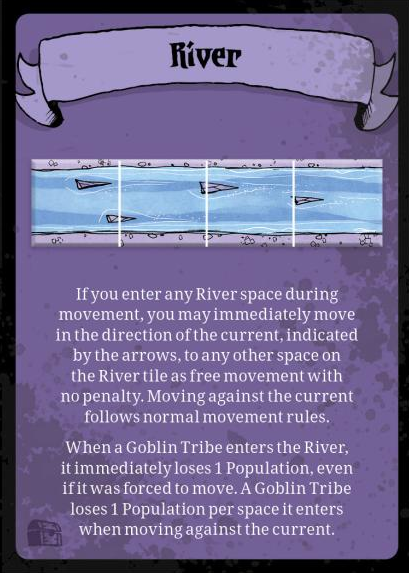 River
If you enter any River space during
movement, you may immediately move
in the direction of the current, indicated
by the arrows, to any other space on
the River tile as free movement with
no penalty. Moving against the current
follows normal movement rules.
When a Goblin Tribe enters the River,
it immediately loses 1 Population, even
if it was forced to move. A Goblin Tribe
loses 1 Population per space it enters
when moving against the current.